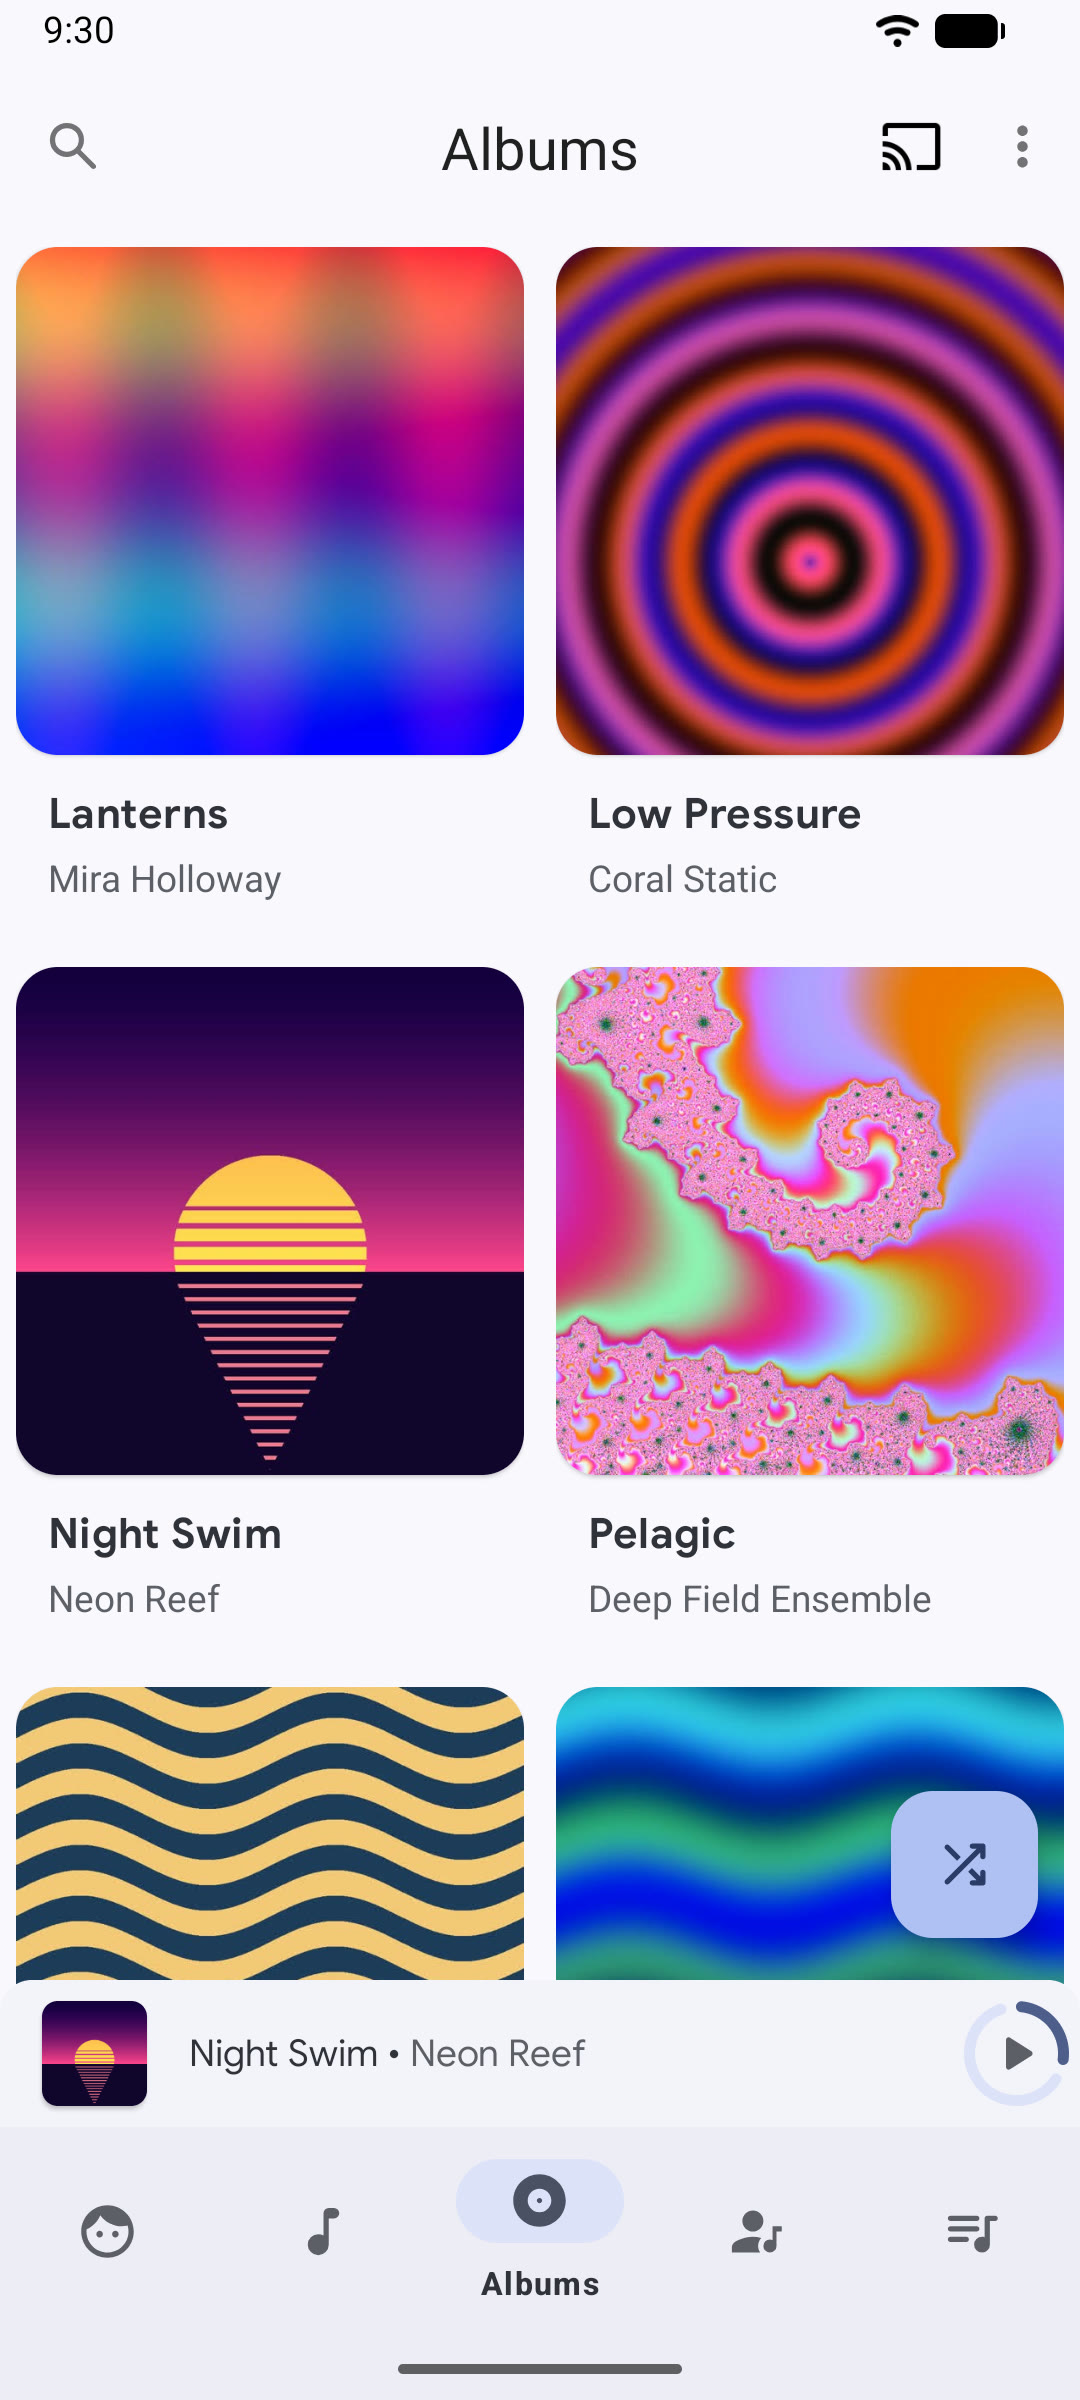 9:30
Albums
Lanterns
Mira Holloway
Low Pressure
Coral Static
Night Swim
Neon Reef
Pelagic
Deep Field Ensemble
Night Swim • Neon Reef
Albums